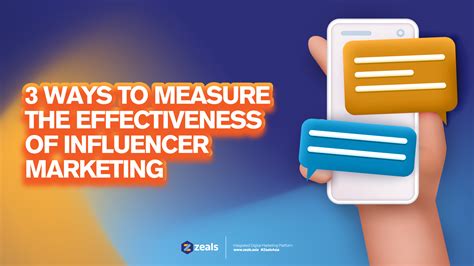 3 WAYS TO MEASURE
THE EFFECTIVENESS
OF INFLUENCER
MARKETING
zeals
Integrated Digital Marketing Platform